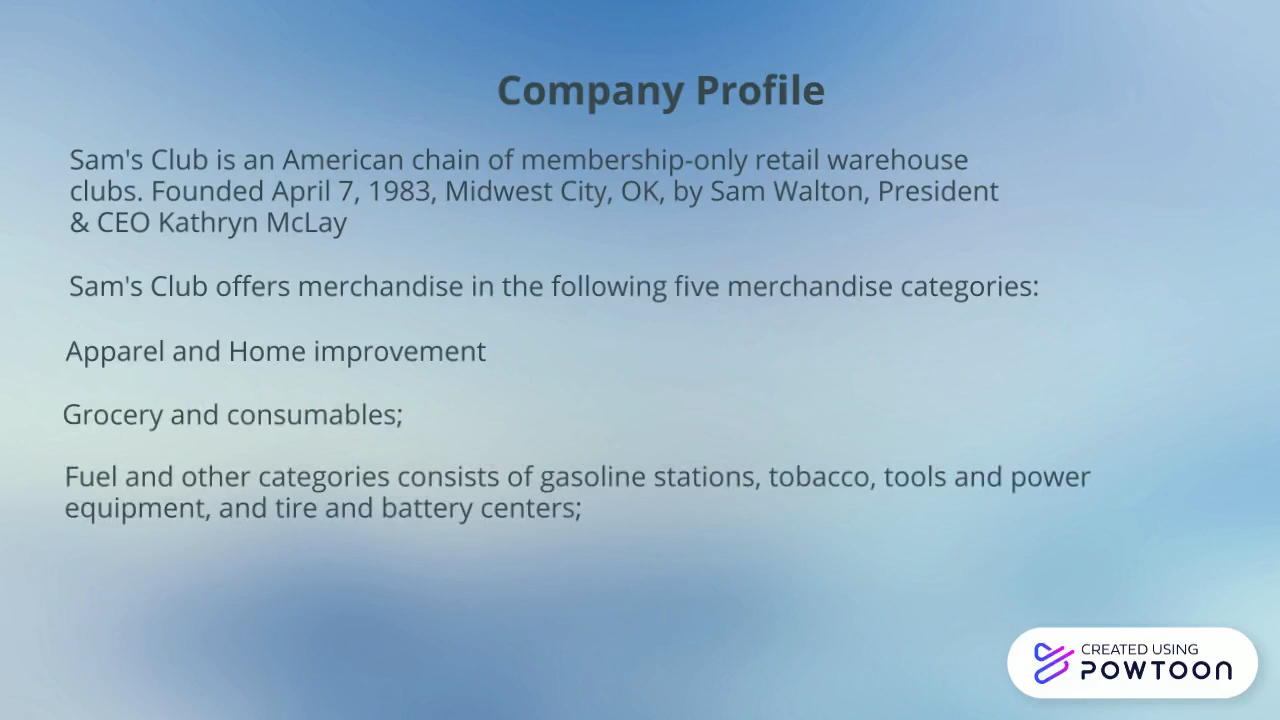 Company Profile
Sam's Club is an American chain of membership-only retail warehouse
clubs. Founded April 7, 1983, Midwest City, OK, by Sam Walton, President
& CEO Kathryn McLay
Sam's Club offers merchandise in the following five merchandise categories:
Apparel and Home improvement
Grocery and consumables;
Fuel and other categories consists of gasoline stations, tobacco, tools and power
equipment, and tire and battery centers;
CREATED USING
POWTOON